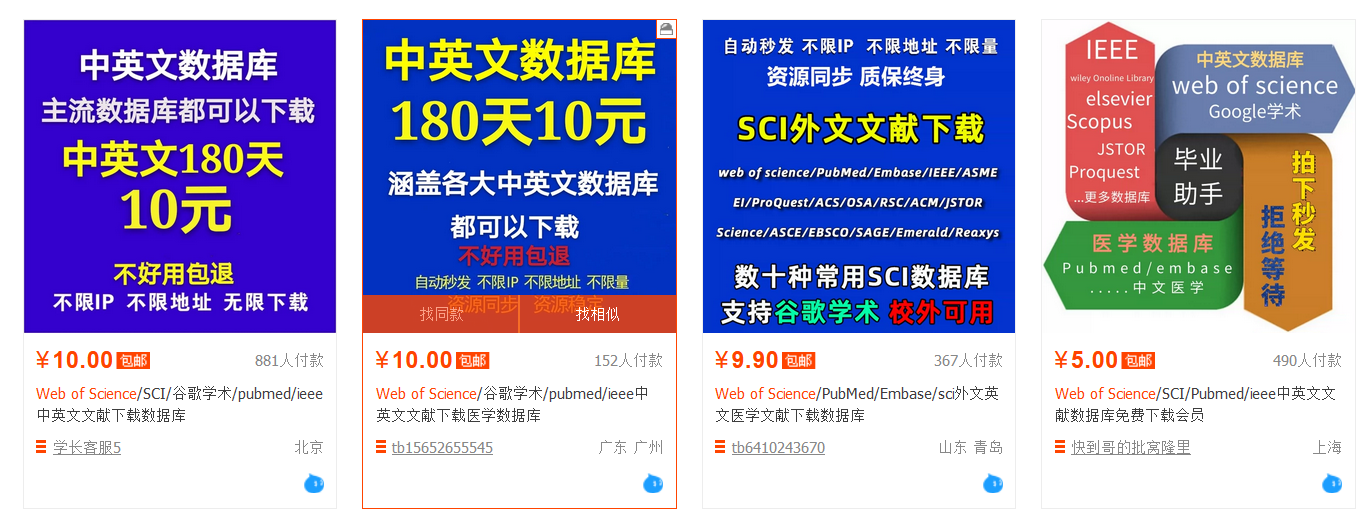 中英文数据库
主流数据库都可以下载
中英文180天
10元
不好用包退
不限IP 不限地址 无限下载
¥10.00 包邮 881人付款
Web of Science/SCI/谷歌学术/pubmed/ieee
中英文文献下载数据库
学长客服5 北京
中英文数据库
180天10元
涵盖各大中英文数据库
都可以下载
不好用包退
自动秒发 不限IP 不限地址 不限量
资源同步 资源稳定
找同款 找相似
¥10.00 包邮 152人付款
Web of Science/谷歌学术/pubmed/ieee中
英文文献下载医学数据库
tb15652655545 广东 广州
自动秒发 不限IP 不限地址 不限量
资源同步 质保终身
SCI外文文献下载
web of science/PubMed/Embase/IEEE/ASME
EI/ProQuest/ACS/OSA/RSC/ACM/JSTOR
Science/ASCE/EBSCO/SAGE/Emerald/Reaxys
数十种常用SCI数据库
支持谷歌学术 校外可用
¥9.90 包邮 367人付款
Web of Science/PubMed/Embase/sci外文英
文医学文献下载数据库
tb6410243670 山东 青岛
IEEE
wiley Onoline Library
elsevier
Scopus
JSTOR
Proquest
...更多数据库
中英文数据库
web of science
Google学术
毕业
助手
拍下秒发
拒绝等待
医学数据库
Pubmed/embase
.....中文医学
¥5.00 包邮 490人付款
Web of Science/SCI/Pubmed/ieee中英文文
献数据库免费下载会员
快到哥的批窝隆里 上海